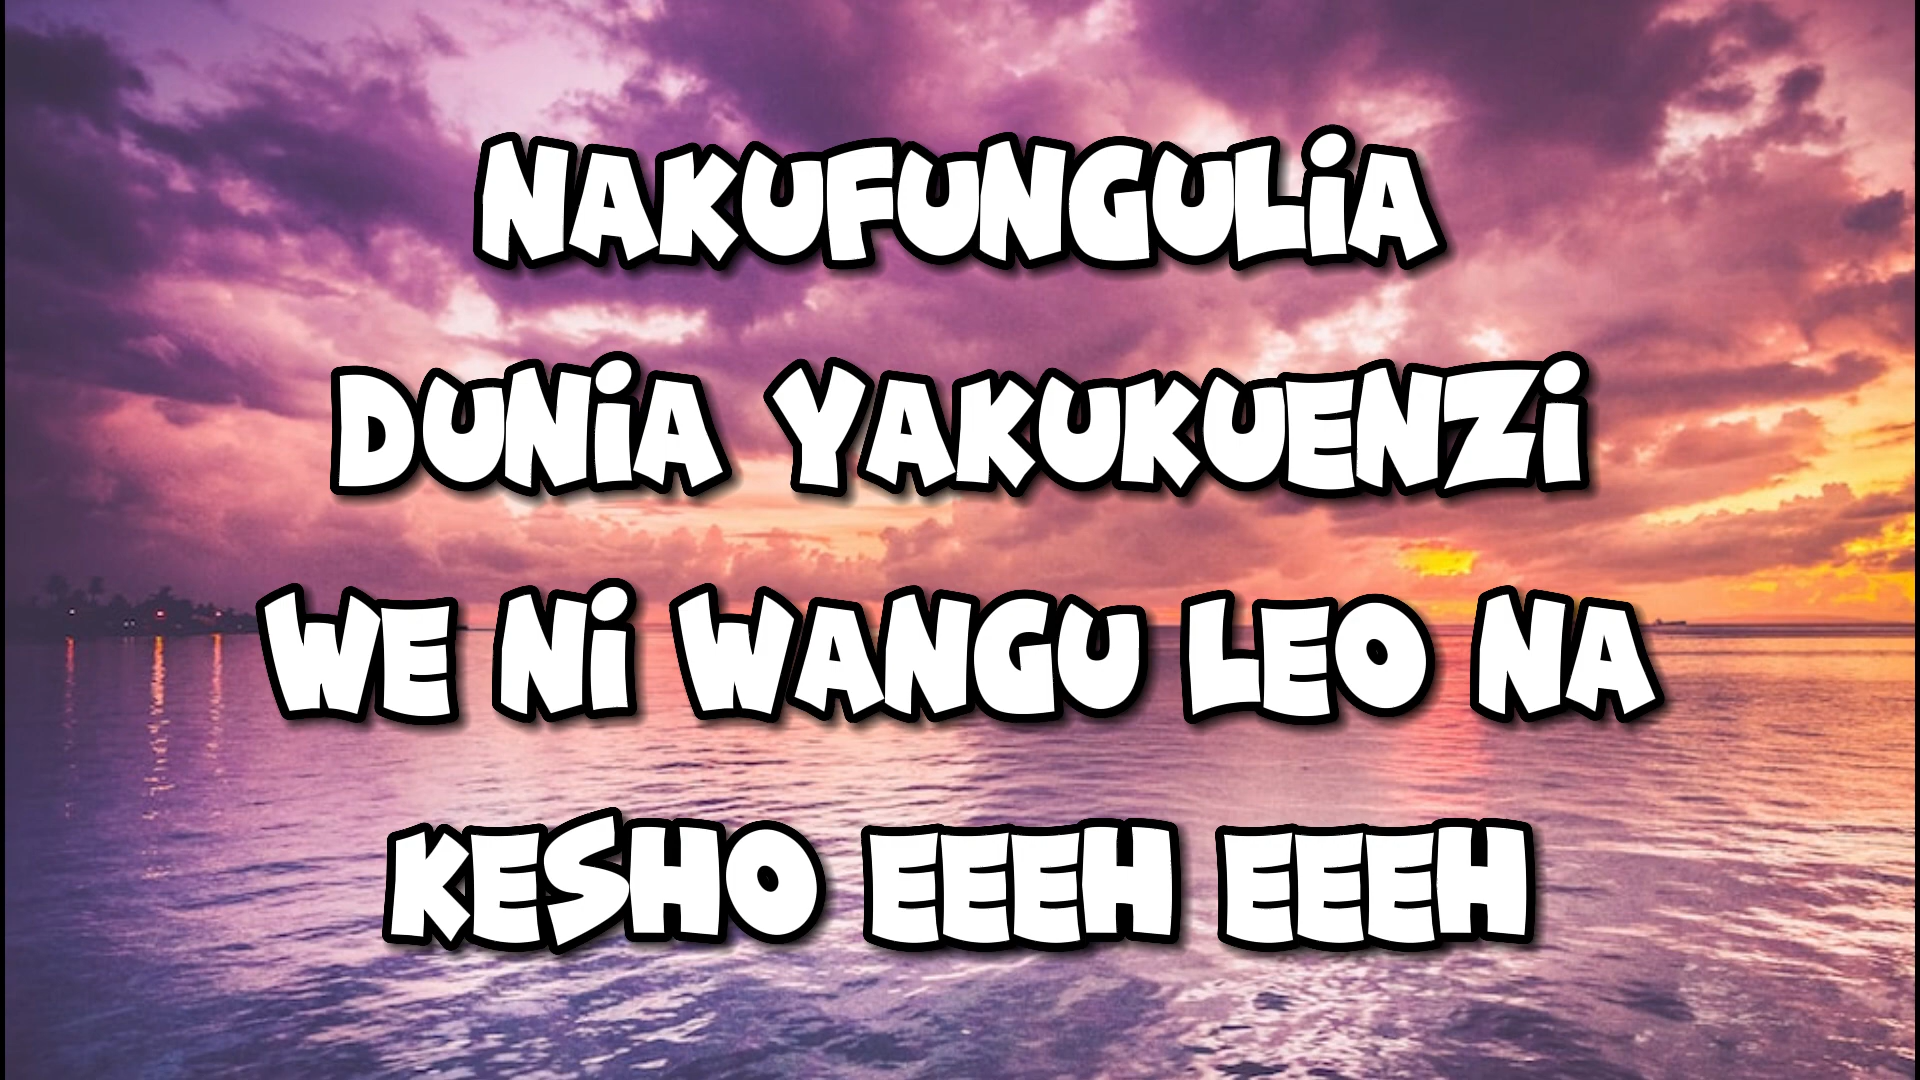 NAKUFUNGULIA
DUNIA YAKUKUENZI
WE NI WANGU LEO NA
KESHO EEEH EEEH